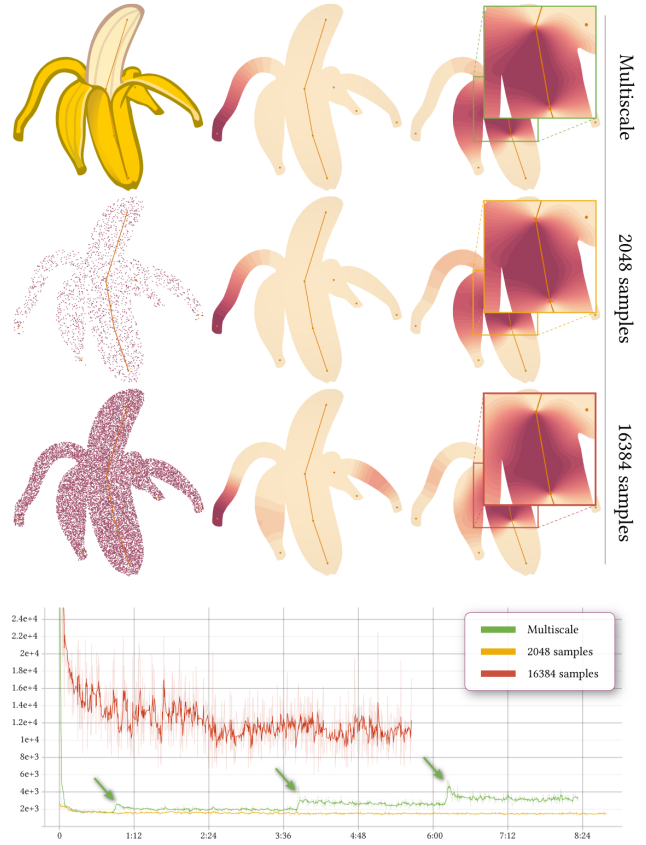 Multiscale
2048 samples
16384 samples
2.4e+4
2.2e+4
2e+4
1.8e+4
1.6e+4
1.4e+4
1.2e+4
1e+4
8e+3
6e+3
4e+3
2e+3
Multiscale
2048 samples
16384 samples
0
1:12
2:24
3:36
4:48
6:00
7:12
8:24